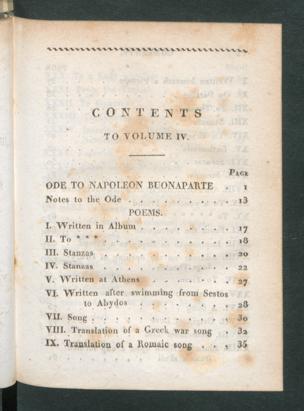 CONTENTS
TO VOLUME IV.
PAGE
ODE TO NAPOLEON BUONAPARTE 1
Notes to the Ode . . . . . . . . 13
POEMS.
I. Written in Album . . . . . . . 17
II. To * * * . . . . . . . . . 18
III. Stanzas . . . . . . . . . 20
IV. Stanzas . . . . . . . . . 22
V. Written at Athens . . . . . . . 27
VI. Written after swimming from Sestos
to Abydos . . . . . . . . 28
VII. Song . . . . . . . . . . 30
VIII. Translation of a Greek war song . . 32
IX. Translation of a Romaic song . . . 35